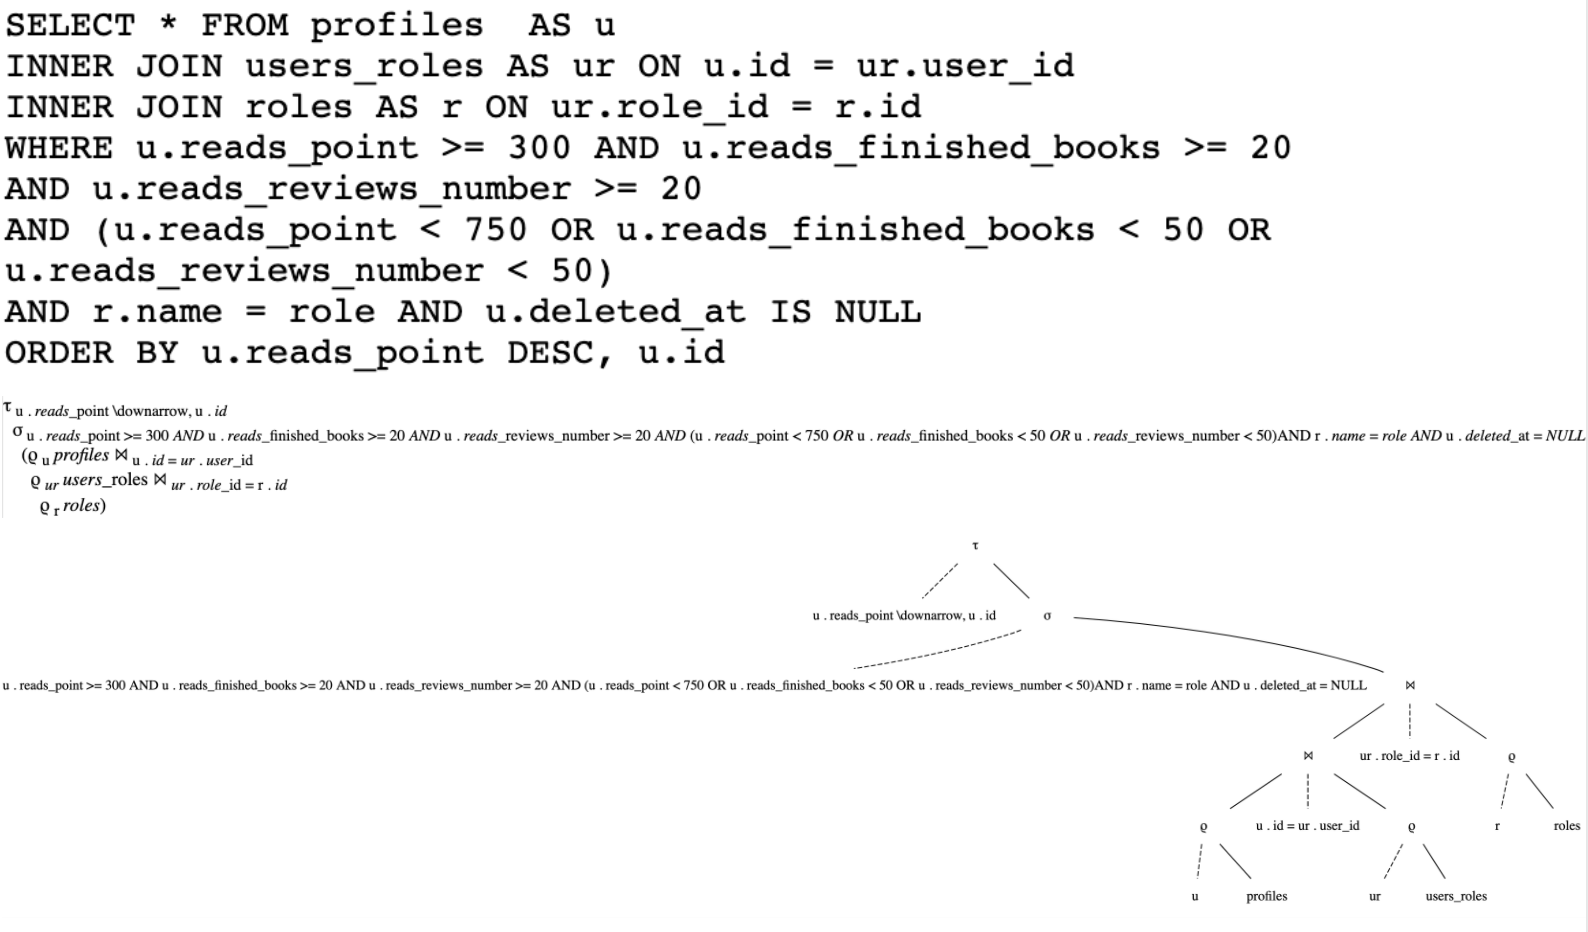 SELECT * FROM profiles  AS u
INNER JOIN users_roles AS ur ON u.id = ur.user_id
INNER JOIN roles AS r ON ur.role_id = r.id
WHERE u.reads_point >= 300 AND u.reads_finished_books >= 20
AND u.reads_reviews_number >= 20
AND (u.reads_point < 750 OR u.reads_finished_books < 50 OR
u.reads_reviews_number < 50)
AND r.name = role AND u.deleted_at IS NULL
ORDER BY u.reads_point DESC, u.id
τ u . reads_point \downarrow, u . id
σ u . reads_point >= 300 AND u . reads_finished_books >= 20 AND u . reads_reviews_number >= 20 AND (u . reads_point < 750 OR u . reads_finished_books < 50 OR u . reads_reviews_number < 50)AND r . name = role AND u . deleted_at = NULL
(ϱ u profiles ⋈ u . id = ur . user_id
ϱ ur users_roles ⋈ ur . role_id = r . id
ϱ r roles)
τ
u . reads_point \downarrow, u . id σ
u . reads_point >= 300 AND u . reads_finished_books >= 20 AND u . reads_reviews_number >= 20 AND (u . reads_point < 750 OR u . reads_finished_books < 50 OR u . reads_reviews_number < 50)AND r . name = role AND u . deleted_at = NULL ⋈
⋈ ur . role_id = r . id ϱ
ϱ u . id = ur . user_id ϱ r roles
u profiles ur users_roles